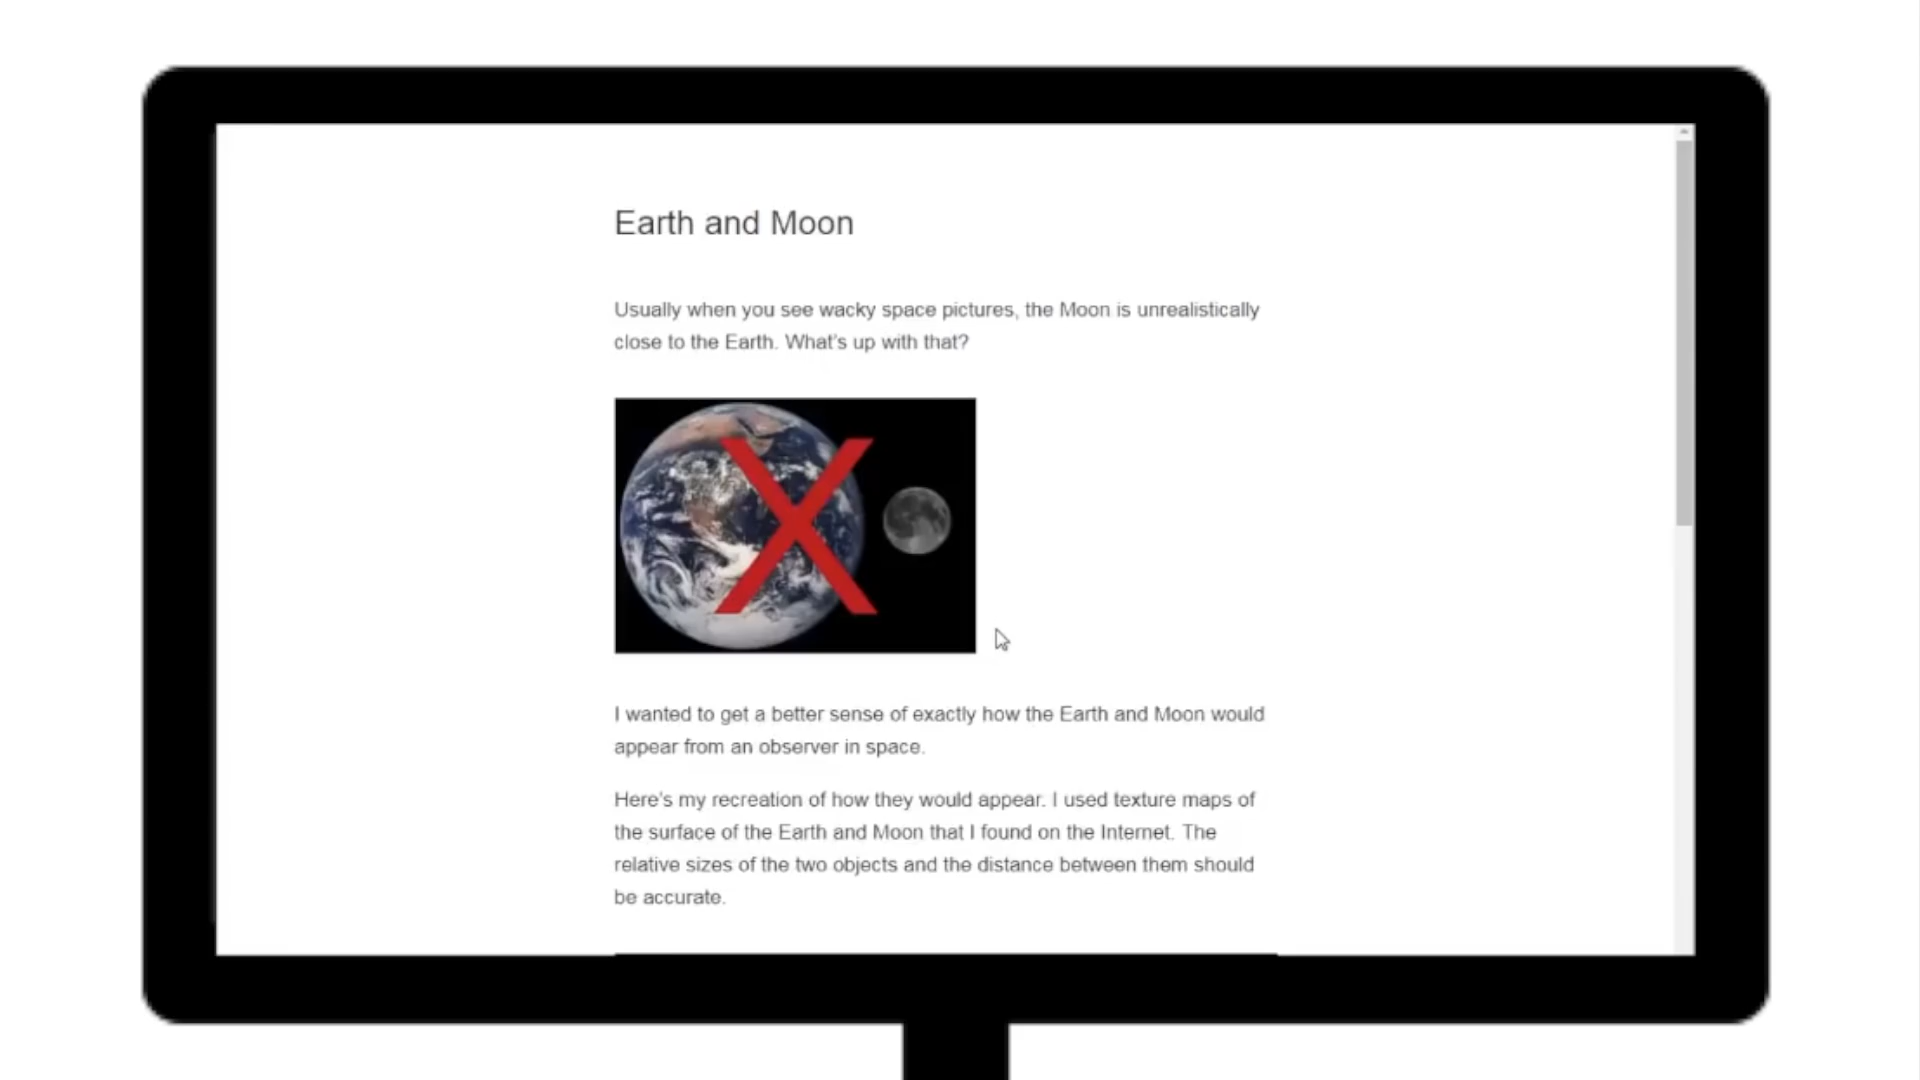 Earth and Moon
Usually when you see wacky space pictures, the Moon is unrealistically
close to the Earth. What's up with that?
X
I wanted to get a better sense of exactly how the Earth and Moon would
appear from an observer in space.
Here's my recreation of how they would appear. I used texture maps of
the surface of the Earth and Moon that I found on the Internet. The
relative sizes of the two objects and the distance between them should
be accurate.